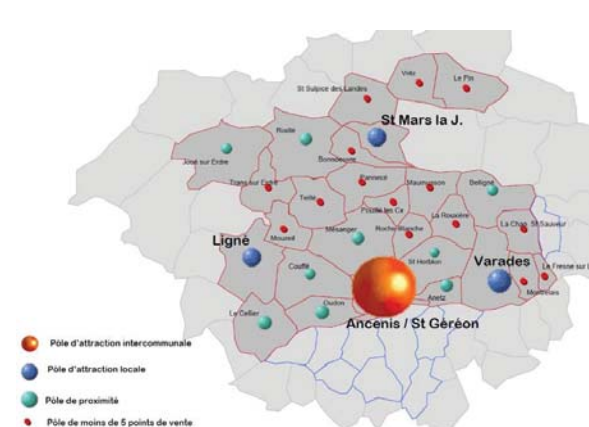 Vritz
Le Pin
St Sulpice des Landes
St Mars la J.
Riaillé
Bonnoeuvre
Joué sur Erdre
Trans sur Erdre
Pannecé
Maumusson
Belligné
Teillé
Pouillé les Cx
La Rouxière
La Chap. St Sauveur
Mouzeil
Mésanger
Roche Blanche
Ligné
Couffé
St Herblon
Varades
Le Fresne sur L
Montrelais
Anetz
Oudon
Le Cellier
Ancenis / St Géréon
Pôle d'attraction intercommunale
Pôle d'attraction locale
Pôle de proximité
Pôle de moins de 5 points de vente